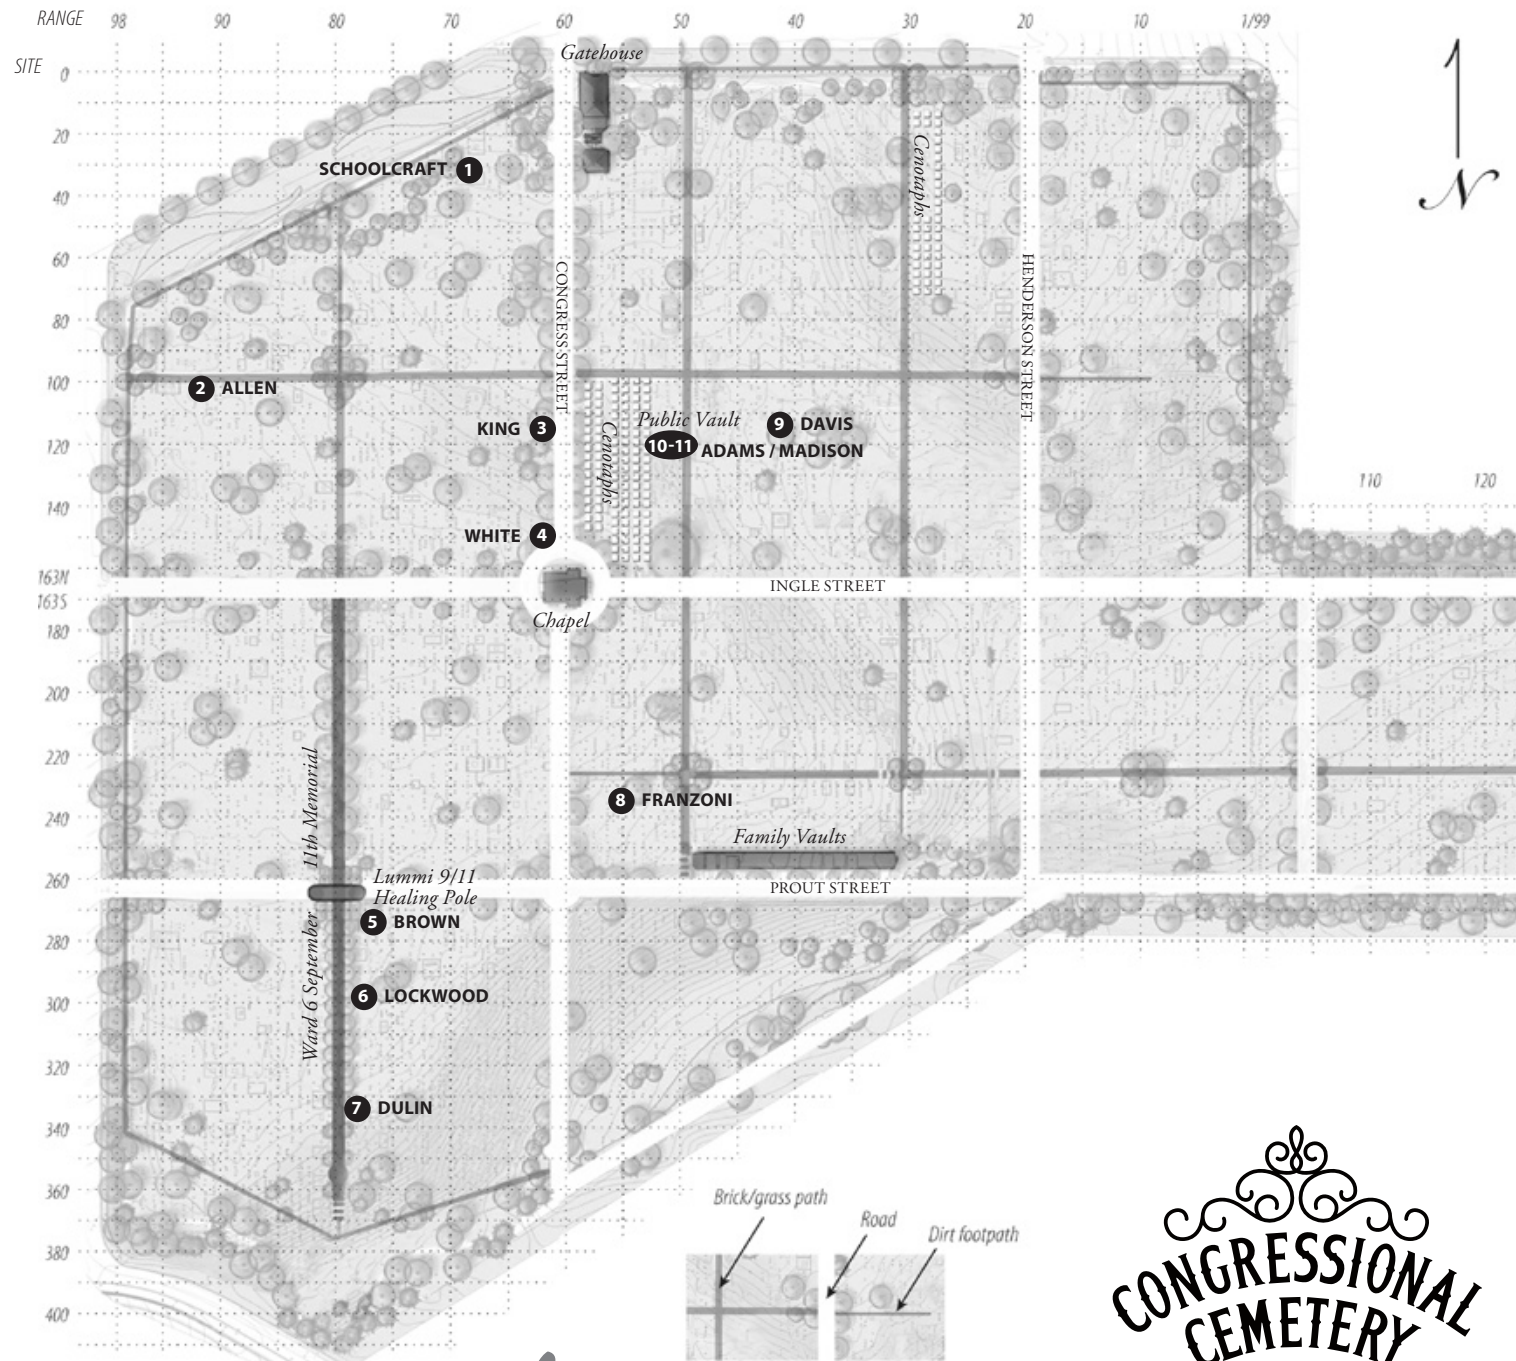 RANGE 98 90 80 70 60 50 40 30 20 10 1/99
SITE
0
20
40
60
80
100
120
140
163N
163S
180
200
220
240
260
280
300
320
340
360
380
400
110 120
Gatehouse
N
SCHOOLCRAFT 1
Cenotaphs
CONGRESS STREET
HENDERSON STREET
2 ALLEN
KING 3
Cenotaphs
Public Vault
9 DAVIS
10-11 ADAMS / MADISON
WHITE 4
INGLE STREET
Chapel
8 FRANZONI
Family Vaults
PROUT STREET
Ward 6 September 11th Memorial
Lummi 9/11
Healing Pole
5 BROWN
6 LOCKWOOD
7 DULIN
Brick/grass path
Road
Dirt footpath
CONGRESSIONAL
CEMETERY